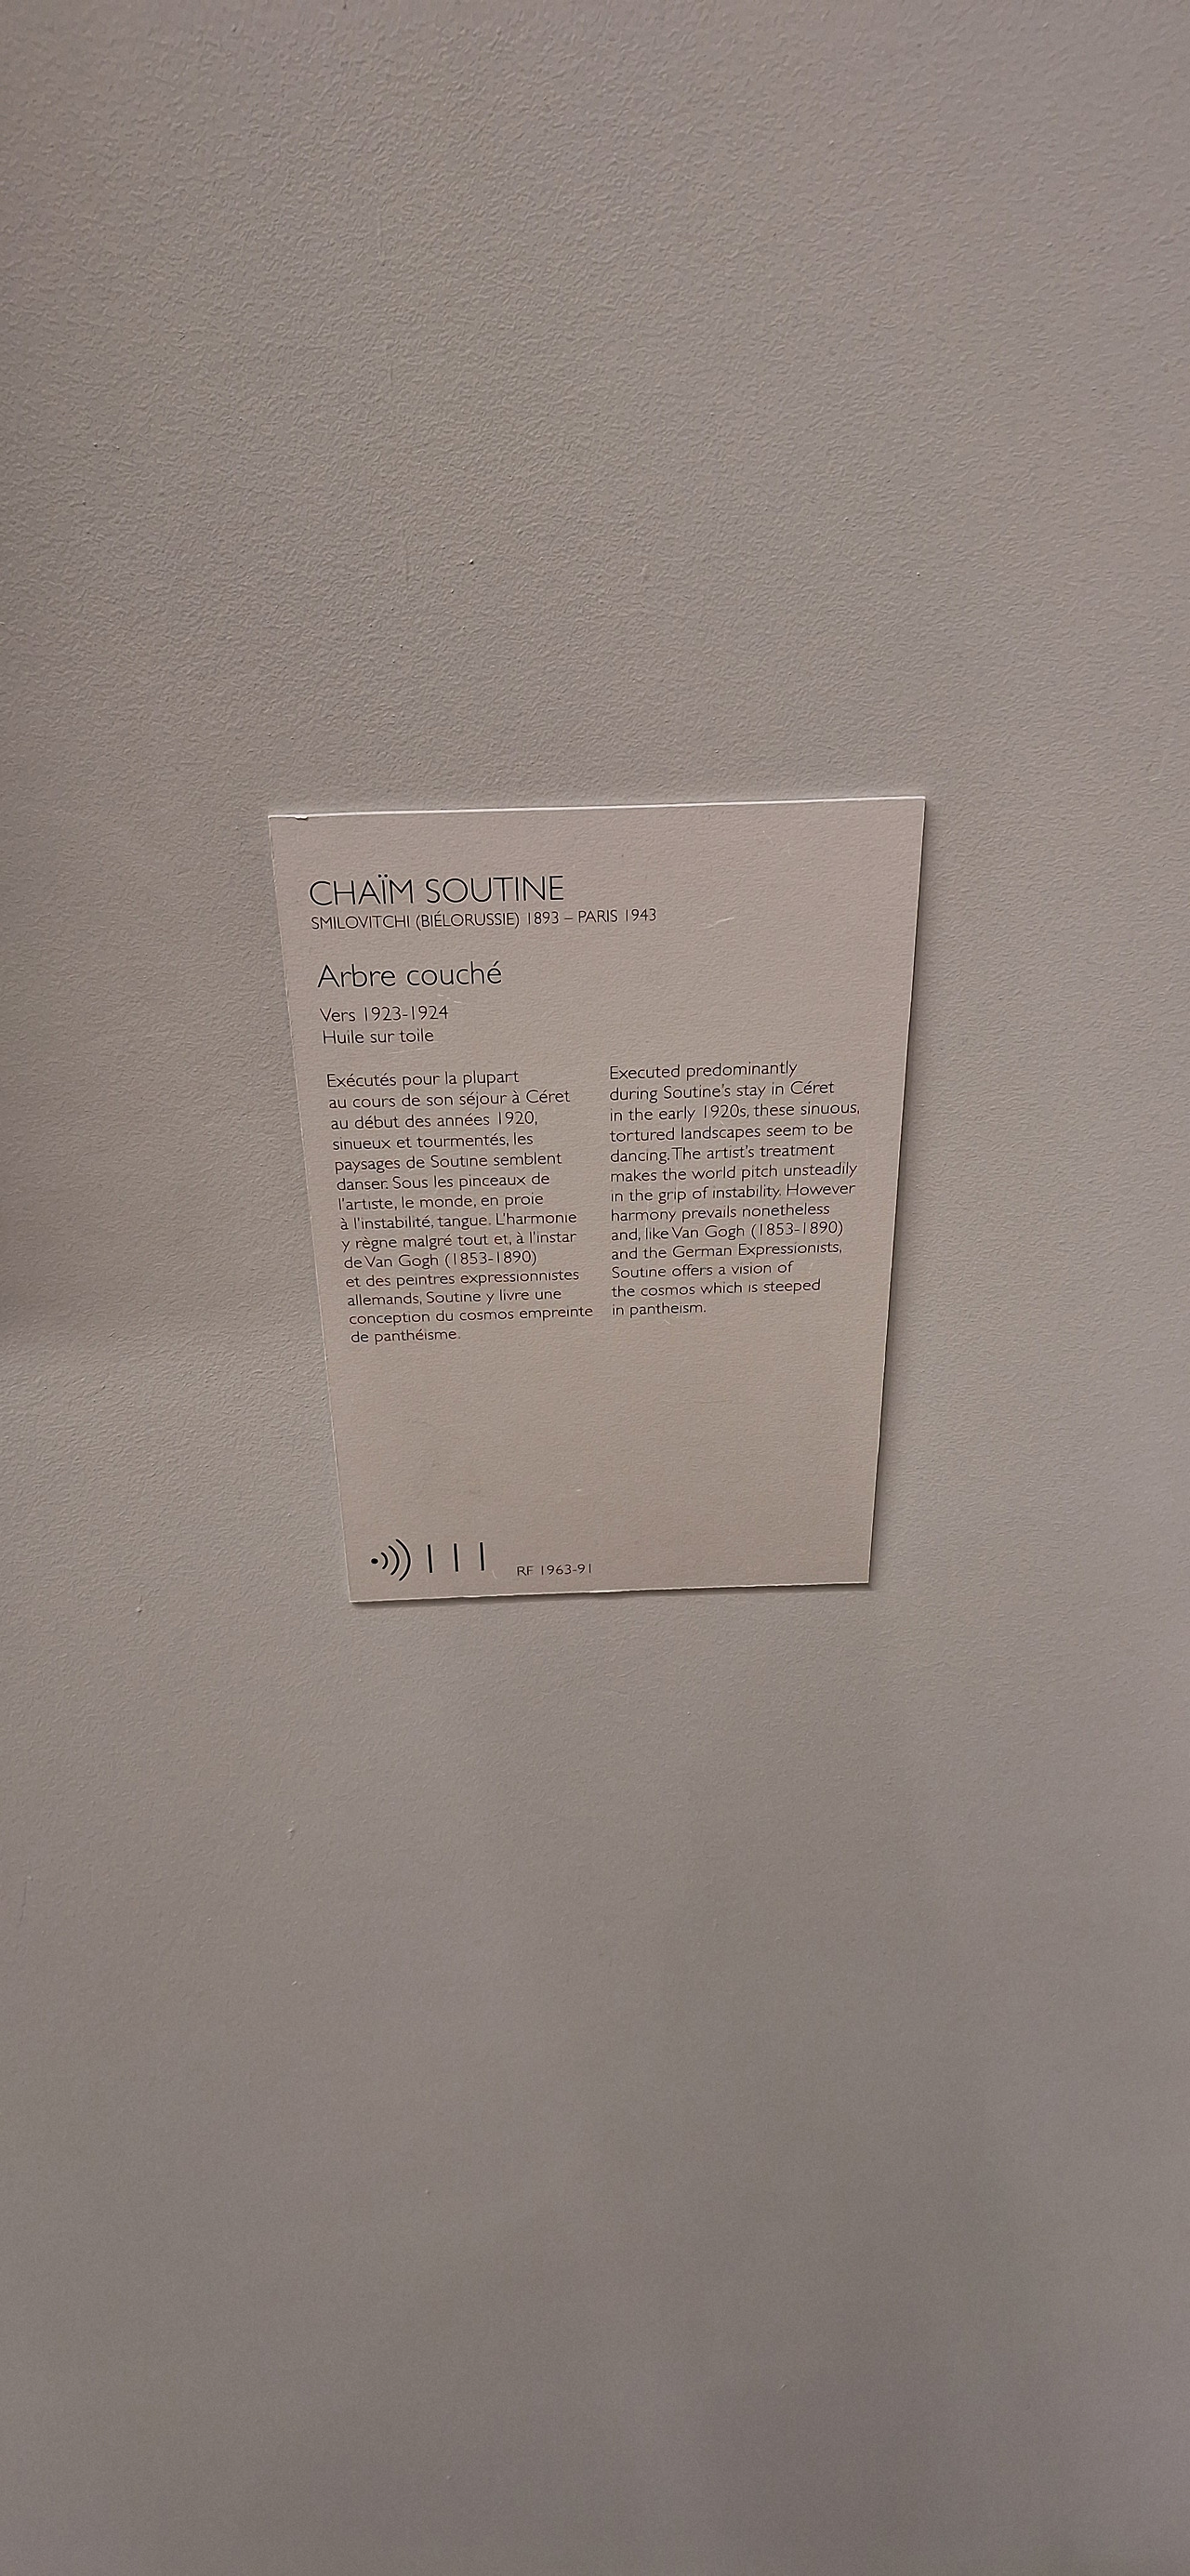 CHAÏM SOUTINE
SMILOVITCHI (BIÉLORUSSIE) 1893 – PARIS 1943
Arbre couché
Vers 1923-1924
Huile sur toile
Exécutés pour la plupart
au cours de son séjour à Céret
au début des années 1920,
sinueux et tourmentés, les
paysages de Soutine semblent
danser. Sous les pinceaux de
l'artiste, le monde, en proie
à l'instabilité, tangue. L'harmonie
y règne malgré tout et, à l'instar
de Van Gogh (1853-1890)
et des peintres expressionnistes
allemands, Soutine y livre une
conception du cosmos empreinte
de panthéisme.
Executed predominantly
during Soutine's stay in Céret
in the early 1920s, these sinuous,
tortured landscapes seem to be
dancing. The artist's treatment
makes the world pitch unsteadily
in the grip of instability. However
harmony prevails nonetheless
and, like Van Gogh (1853-1890)
and the German Expressionists,
Soutine offers a vision of
the cosmos which is steeped
in pantheism.
111 RF 1963-91